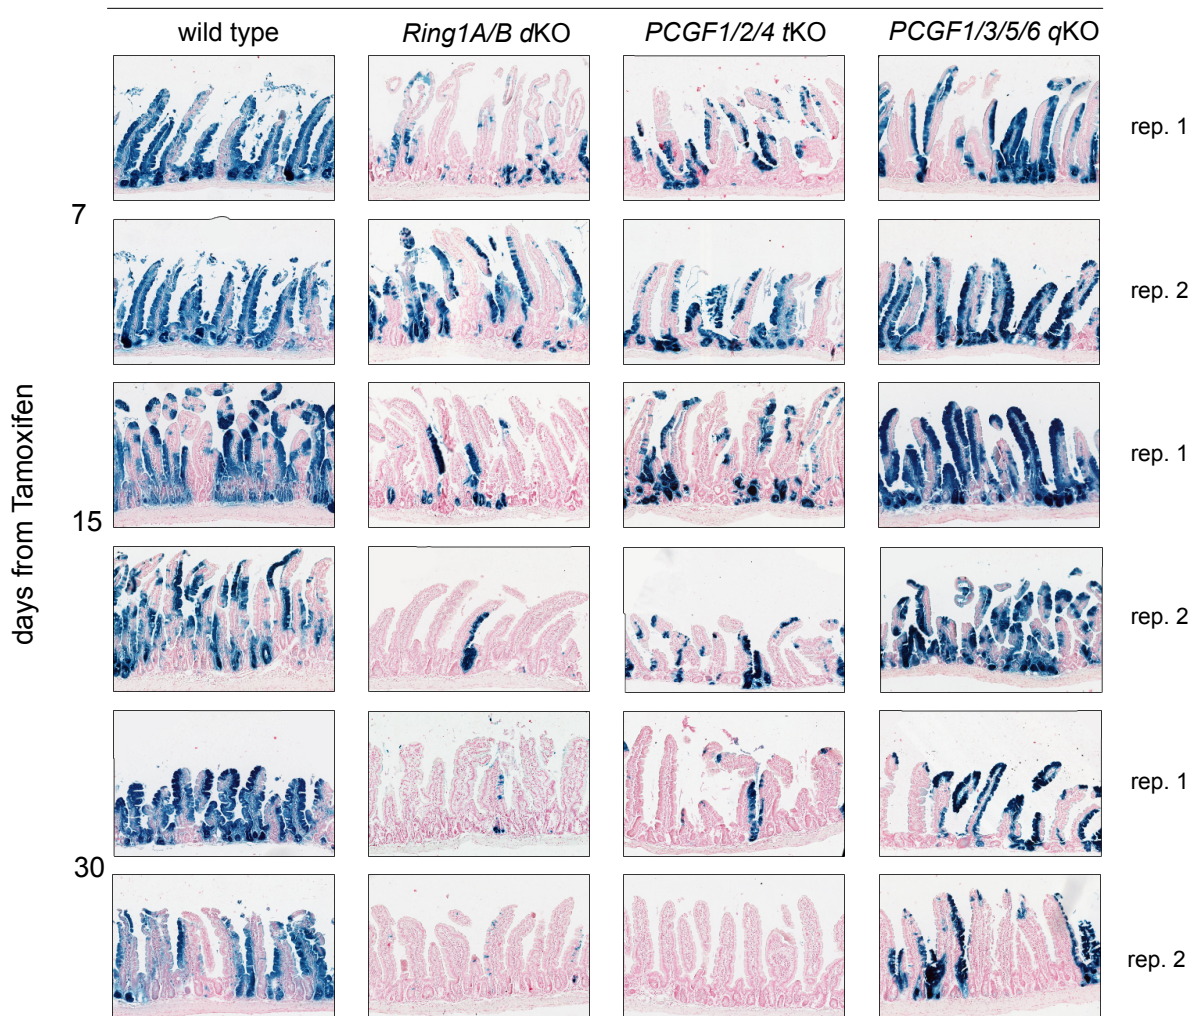 wild type Ring1A/B dKO PCGF1/2/4 tKO PCGF1/3/5/6 qKO
rep. 1
7
rep. 2
days from Tamoxifen
rep. 1
15
rep. 2
rep. 1
30
rep. 2